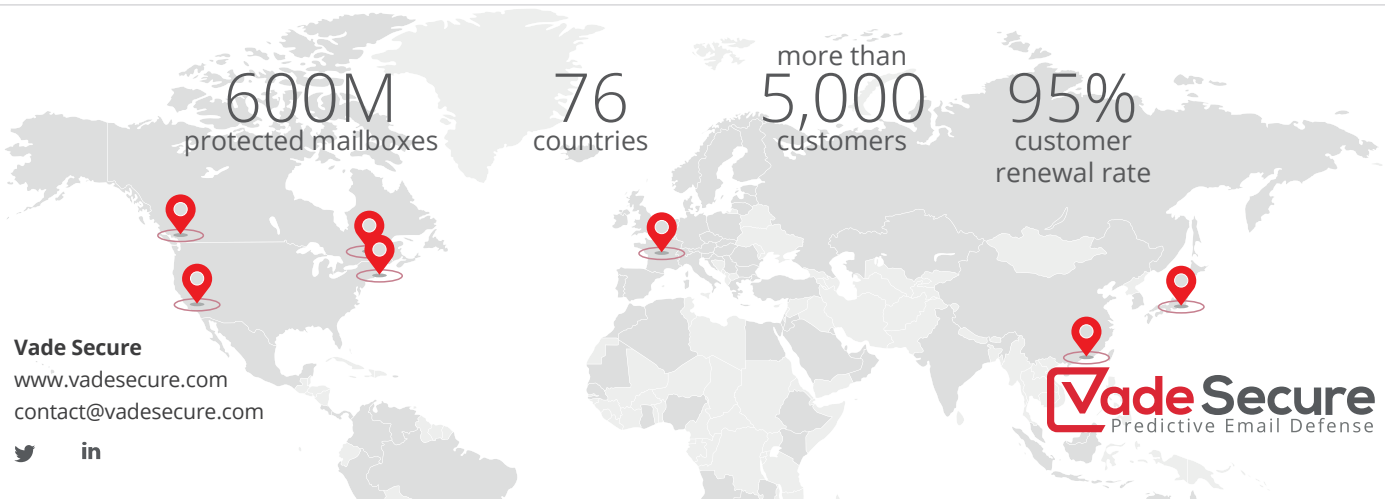 600M
protected mailboxes
76
countries
more than
5,000
customers
95%
customer
renewal rate
Vade Secure
www.vadesecure.com
contact@vadesecure.com
in
Vade Secure
Predictive Email Defense